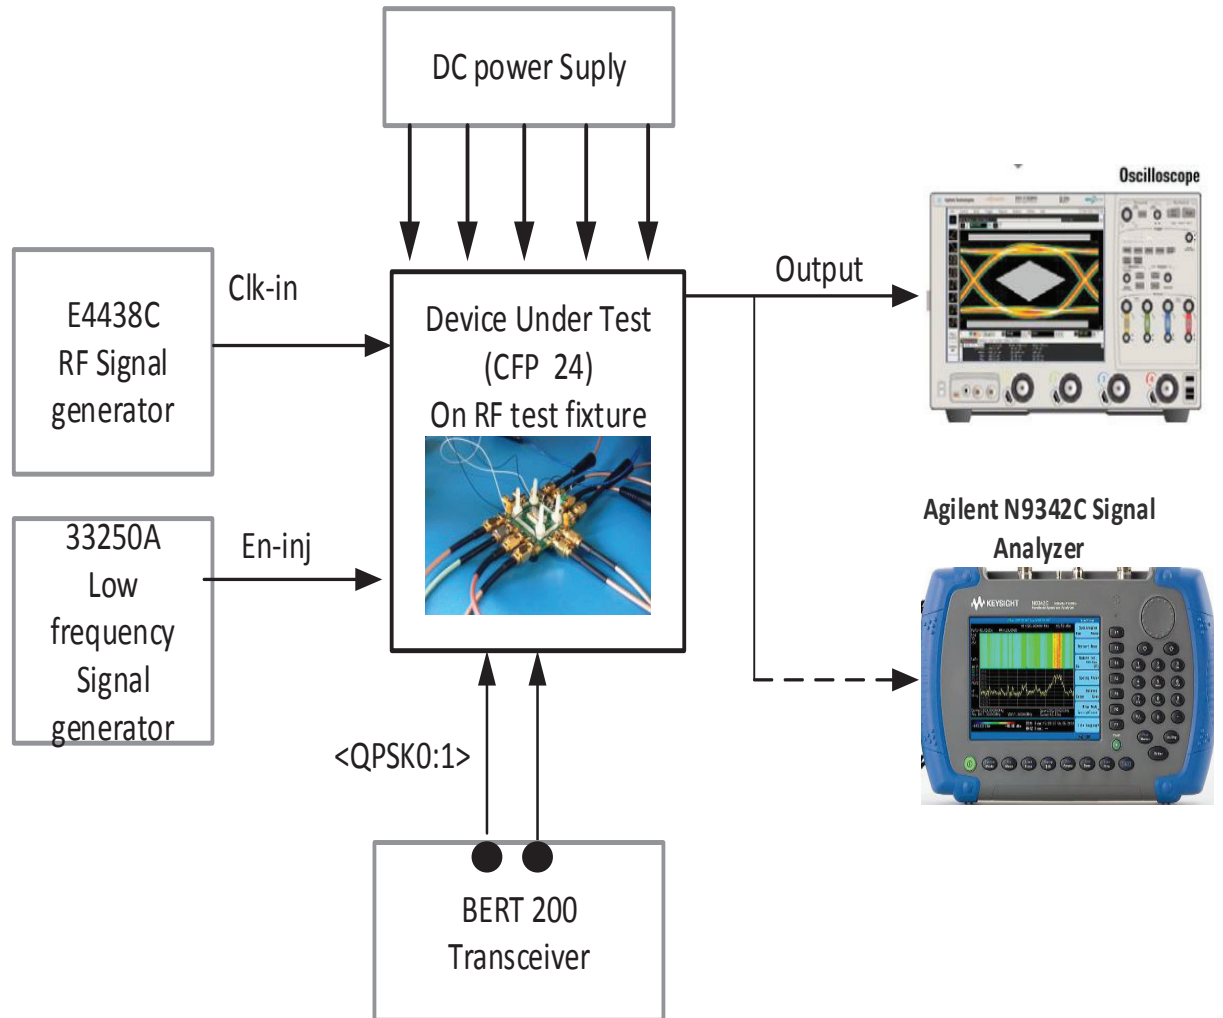 DC power Suply
Oscilloscope
E4438C
RF Signal
generator
Clk-in
Device Under Test
(CFP 24)
On RF test fixture
Output
33250A
Low
frequency
Signal
generator
En-inj
Agilent N9342C Signal
Analyzer
KEYSIGHT
N9342C
<QPSK0:1>
BERT 200
Transceiver